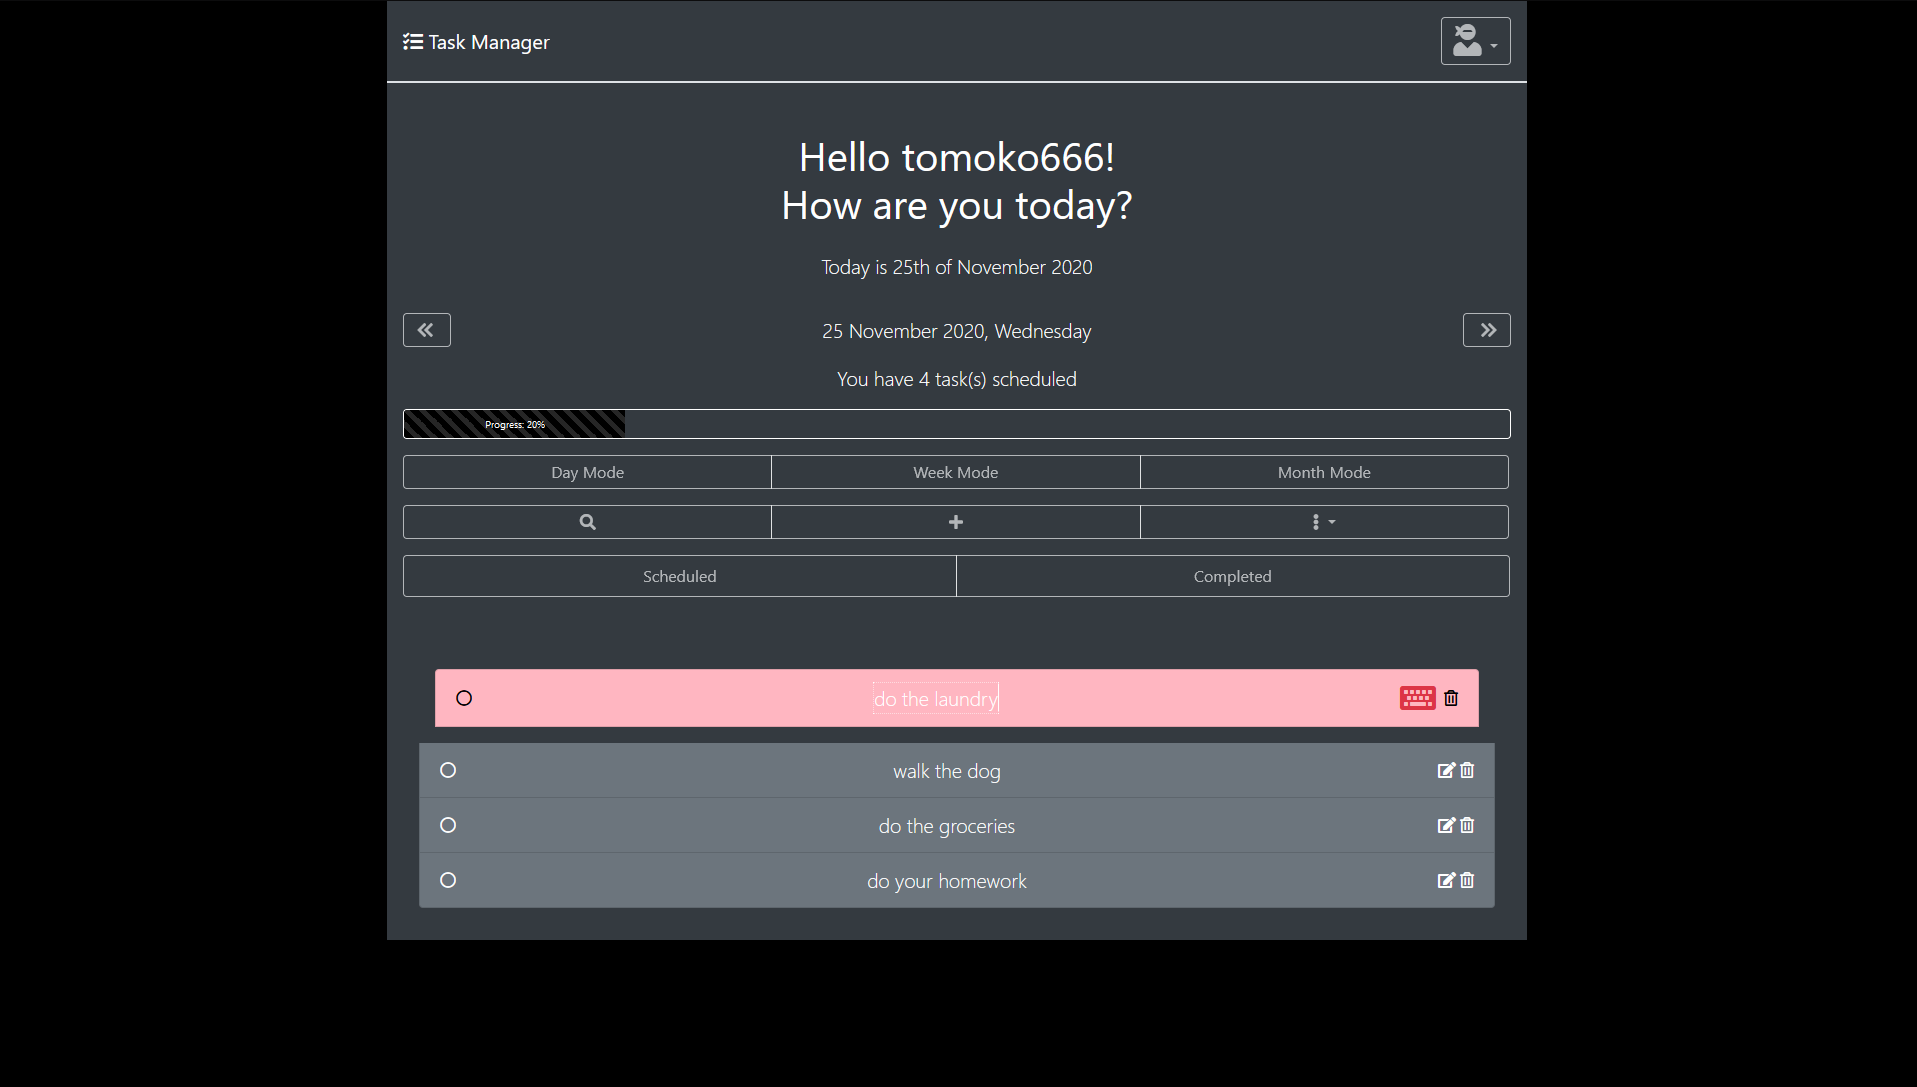 Task Manager
Hello tomoko666!
How are you today?
Today is 25th of November 2020
25 November 2020, Wednesday
You have 4 task(s) scheduled
Progress: 20%
Day Mode Week Mode Month Mode
Scheduled Completed
do the laundry
walk the dog
do the groceries
do your homework